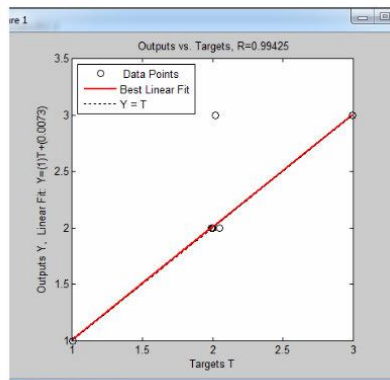 ure 1
Outputs vs. Targets, R=0.99425
Data Points
Best Linear Fit
Y = T
Outputs Y, Linear Fit: Y=(1)T+(0.0073)
3.5
3
2.5
2
1.5
1
1 1.5 2 2.5 3
Targets T